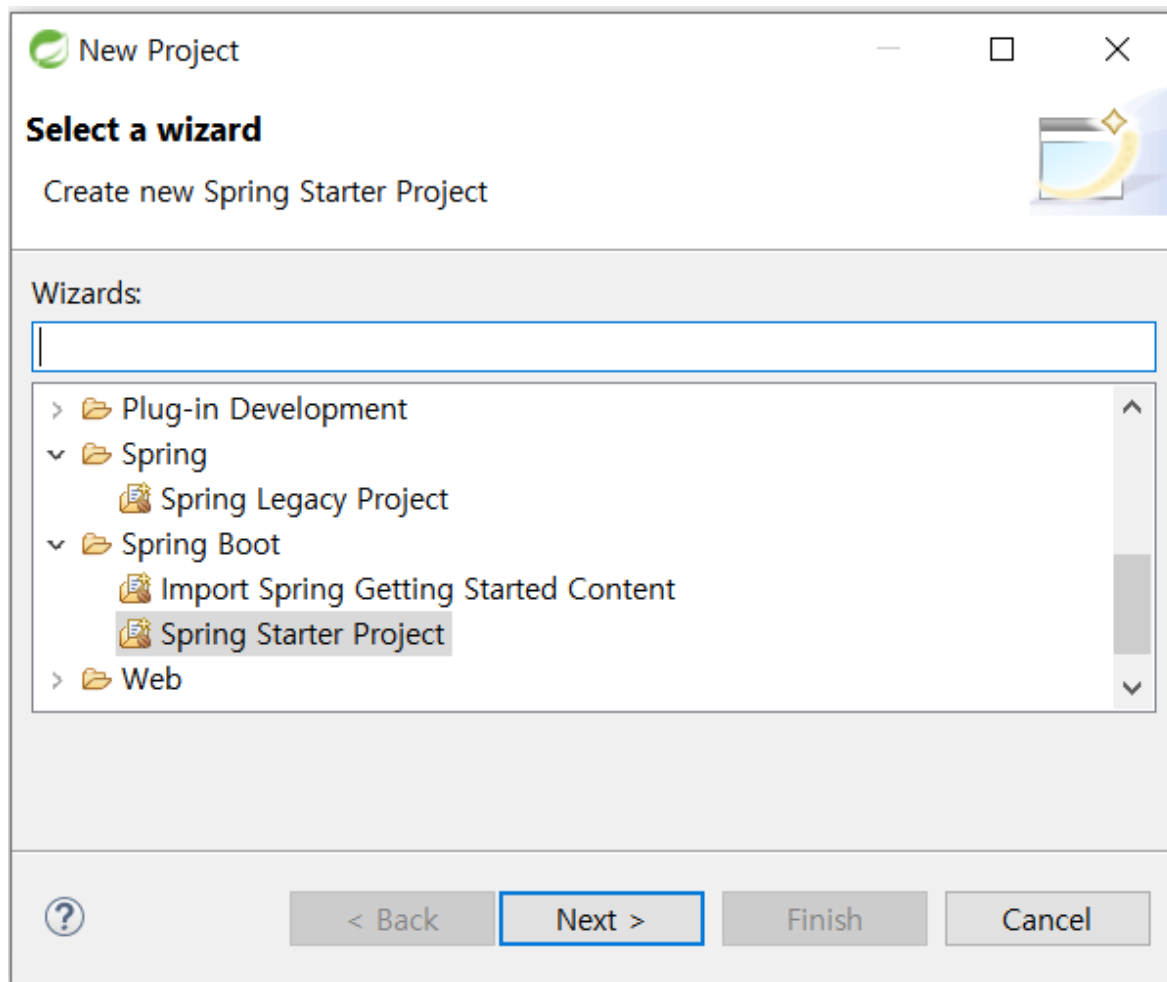 New Project
Select a wizard
Create new Spring Starter Project
Wizards:
Plug-in Development
Spring
Spring Legacy Project
Spring Boot
Import Spring Getting Started Content
Spring Starter Project
Web
? < Back Next > Finish Cancel